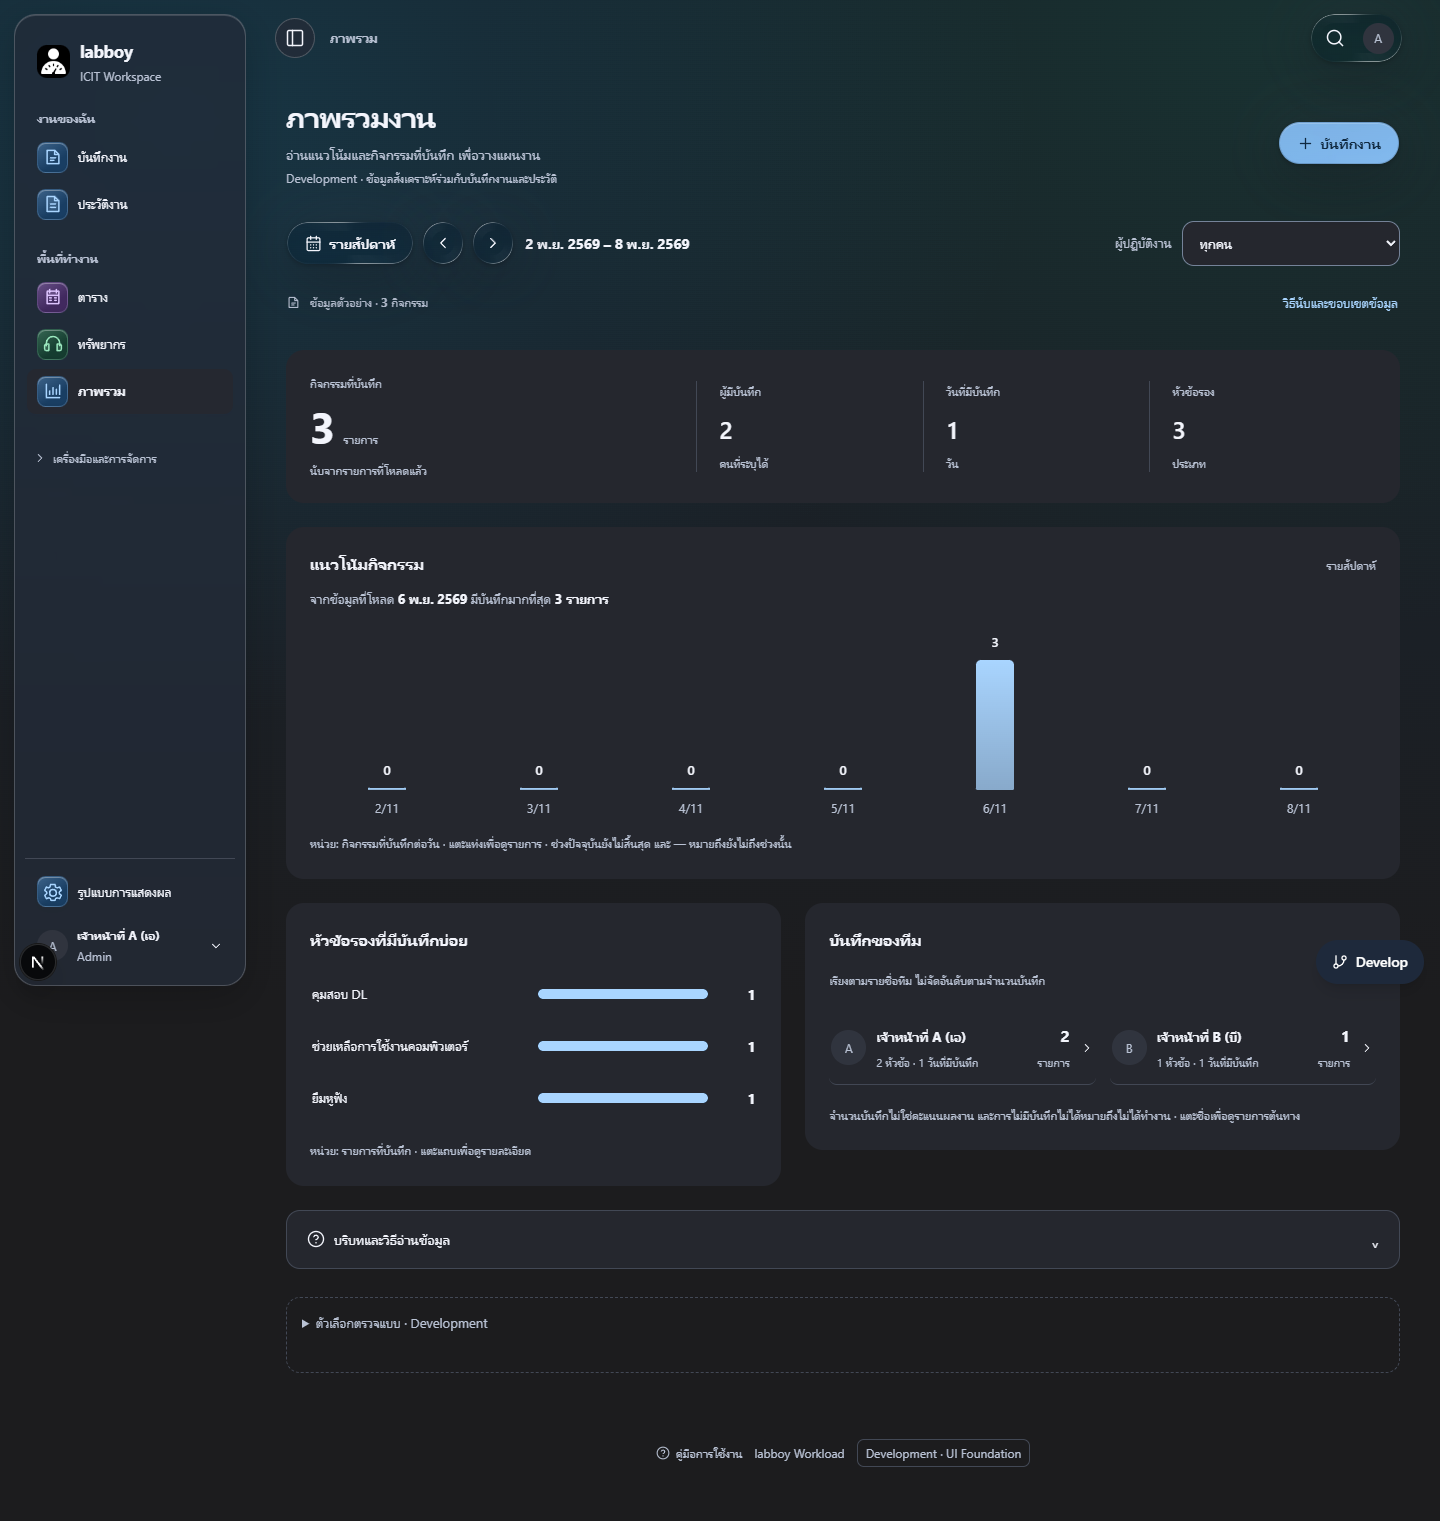 labboy
ICIT Workspace
งานของฉัน
บันทึกงาน
ประวัติงาน
พื้นที่ทำงาน
ตาราง
ทรัพยากร
ภาพรวม
เครื่องมือและการจัดการ
รูปแบบการแสดงผล
A
เจ้าหน้าที่ A (เอ)
Admin
N
ภาพรวม
A
ภาพรวมงาน
อ่านแนวโน้มและกิจกรรมที่บันทึก เพื่อวางแผนงาน
Development · ข้อมูลสังเคราะห์ร่วมกับบันทึกงานและประวัติ
บันทึกงาน
รายสัปดาห์
2 พ.ย. 2569 – 8 พ.ย. 2569
ผู้ปฏิบัติงาน
ทุกคน
ข้อมูลตัวอย่าง · 3 กิจกรรม
วิธีนับและขอบเขตข้อมูล
กิจกรรมที่บันทึก
3 รายการ
นับจากรายการที่โหลดแล้ว
ผู้มีบันทึก
2
คนที่ระบุได้
วันที่มีบันทึก
1
วัน
หัวข้อรอง
3
ประเภท
แนวโน้มกิจกรรม
รายสัปดาห์
จากข้อมูลที่โหลด 6 พ.ย. 2569 มีบันทึกมากที่สุด 3 รายการ
0 0 0 0 3 0 0
2/11 3/11 4/11 5/11 6/11 7/11 8/11
หน่วย: กิจกรรมที่บันทึกต่อวัน · แตะแท่งเพื่อดูรายการ · ช่วงปัจจุบันยังไม่สิ้นสุด และ — หมายถึงยังไม่ถึงช่วงนั้น
หัวข้อรองที่มีบันทึกบ่อย
คุมสอบ DL 1
ช่วยเหลือการใช้งานคอมพิวเตอร์ 1
ยืมหูฟัง 1
หน่วย: รายการที่บันทึก · แตะแถบเพื่อดูรายละเอียด
บันทึกของทีม
เรียงตามรายชื่อทีม ไม่จัดอันดับตามจำนวนบันทึก
A
เจ้าหน้าที่ A (เอ)
2 หัวข้อ · 1 วันที่มีบันทึก
2
รายการ
B
เจ้าหน้าที่ B (บี)
1 หัวข้อ · 1 วันที่มีบันทึก
1
รายการ
จำนวนบันทึกไม่ใช่คะแนนผลงาน และการไม่มีบันทึกไม่ได้หมายถึงไม่ได้ทำงาน · แตะชื่อเพื่อดูรายการต้นทาง
Develop
บริบทและวิธีอ่านข้อมูล
ตัวเลือกตรวจแบบ · Development
คู่มือการใช้งาน
labboy Workload
Development · UI Foundation